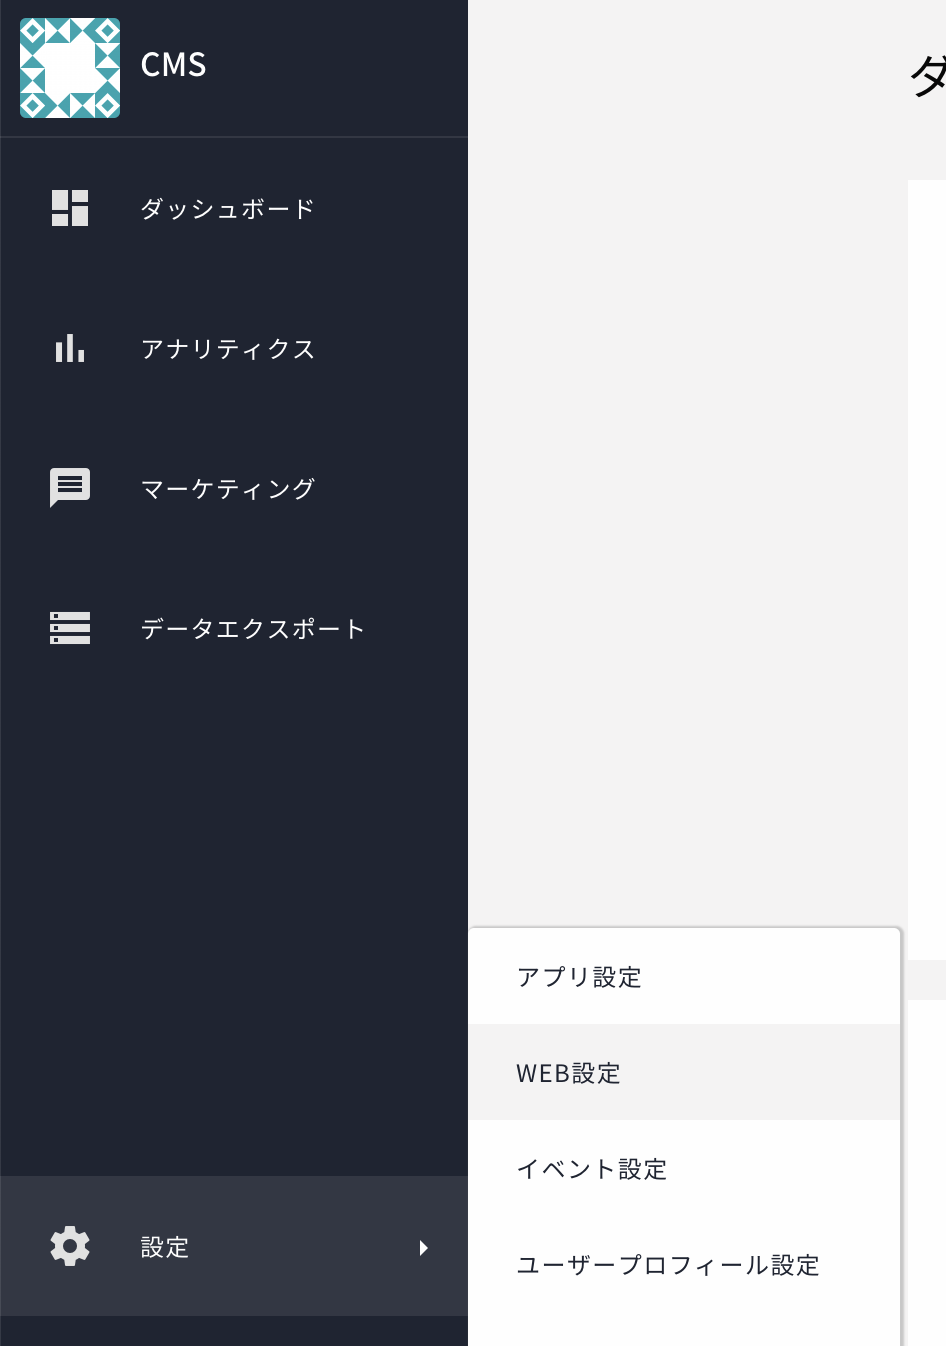 CMS
ダッシュボード
アナリティクス
マーケティング
データエクスポート
設定
ダ
アプリ設定
WEB設定
イベント設定
ユーザープロフィール設定